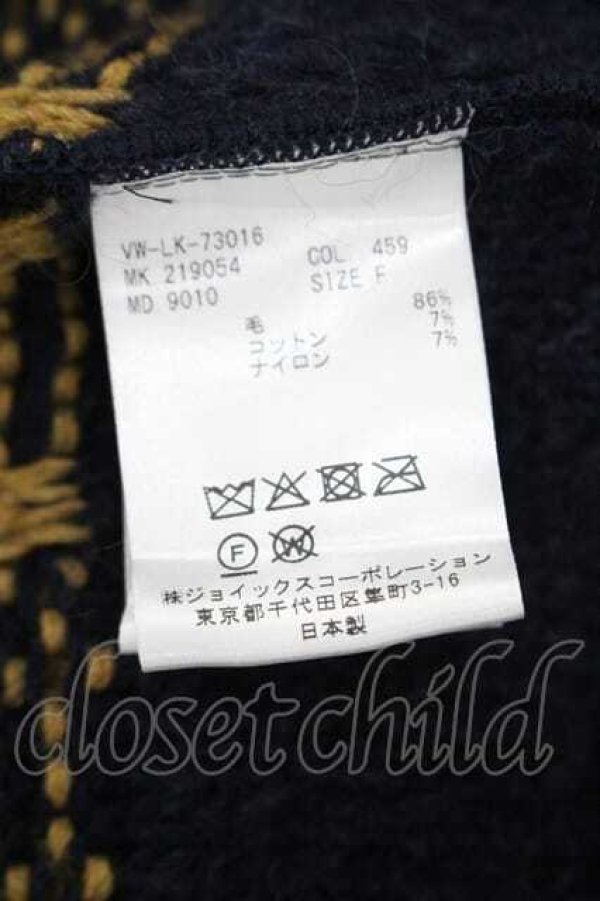 VW-LK-73016
MK 219054 COL 459
MD 9010 SIZE F
毛 86%
コットン 7%
ナイロン 7%
F W
株ジョイックスコーポレーション
東京都千代田区隼町3-16
日本製
closet child